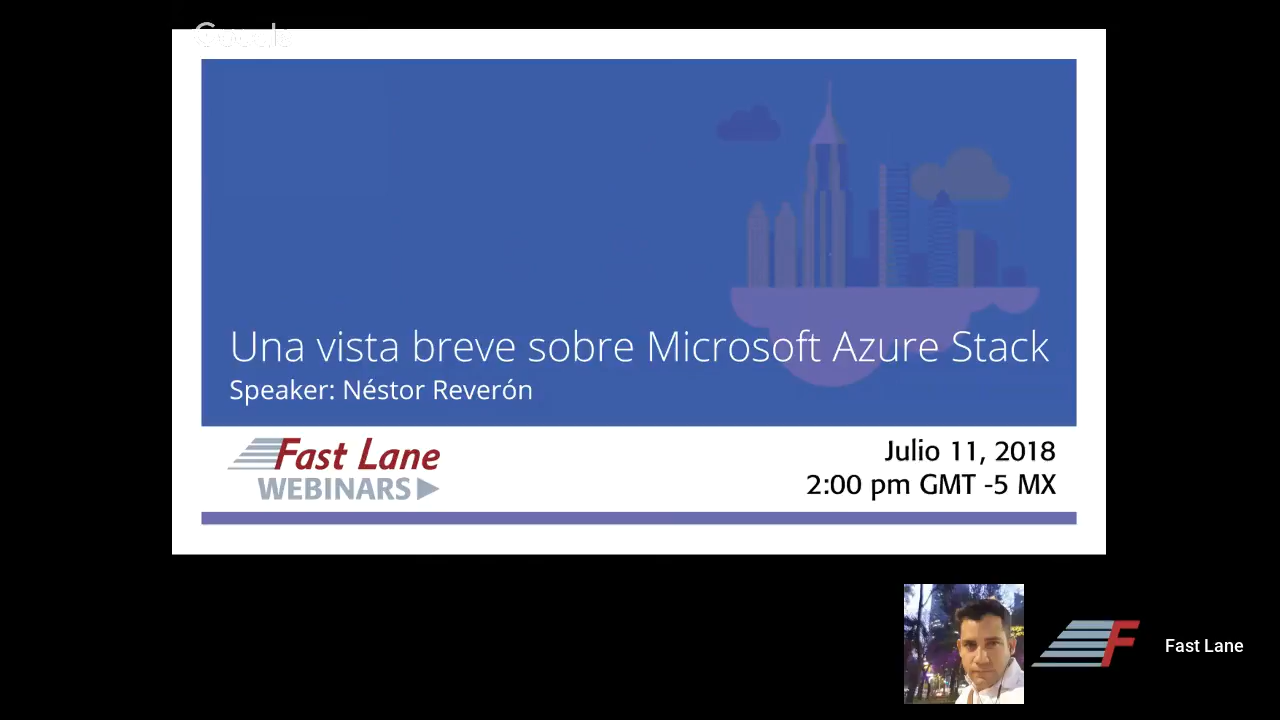 Google
Una vista breve sobre Microsoft Azure Stack
Speaker: Néstor Reverón
Fast Lane
WEBINARS
Julio 11, 2018
2:00 pm GMT -5 MX
F
Fast Lane